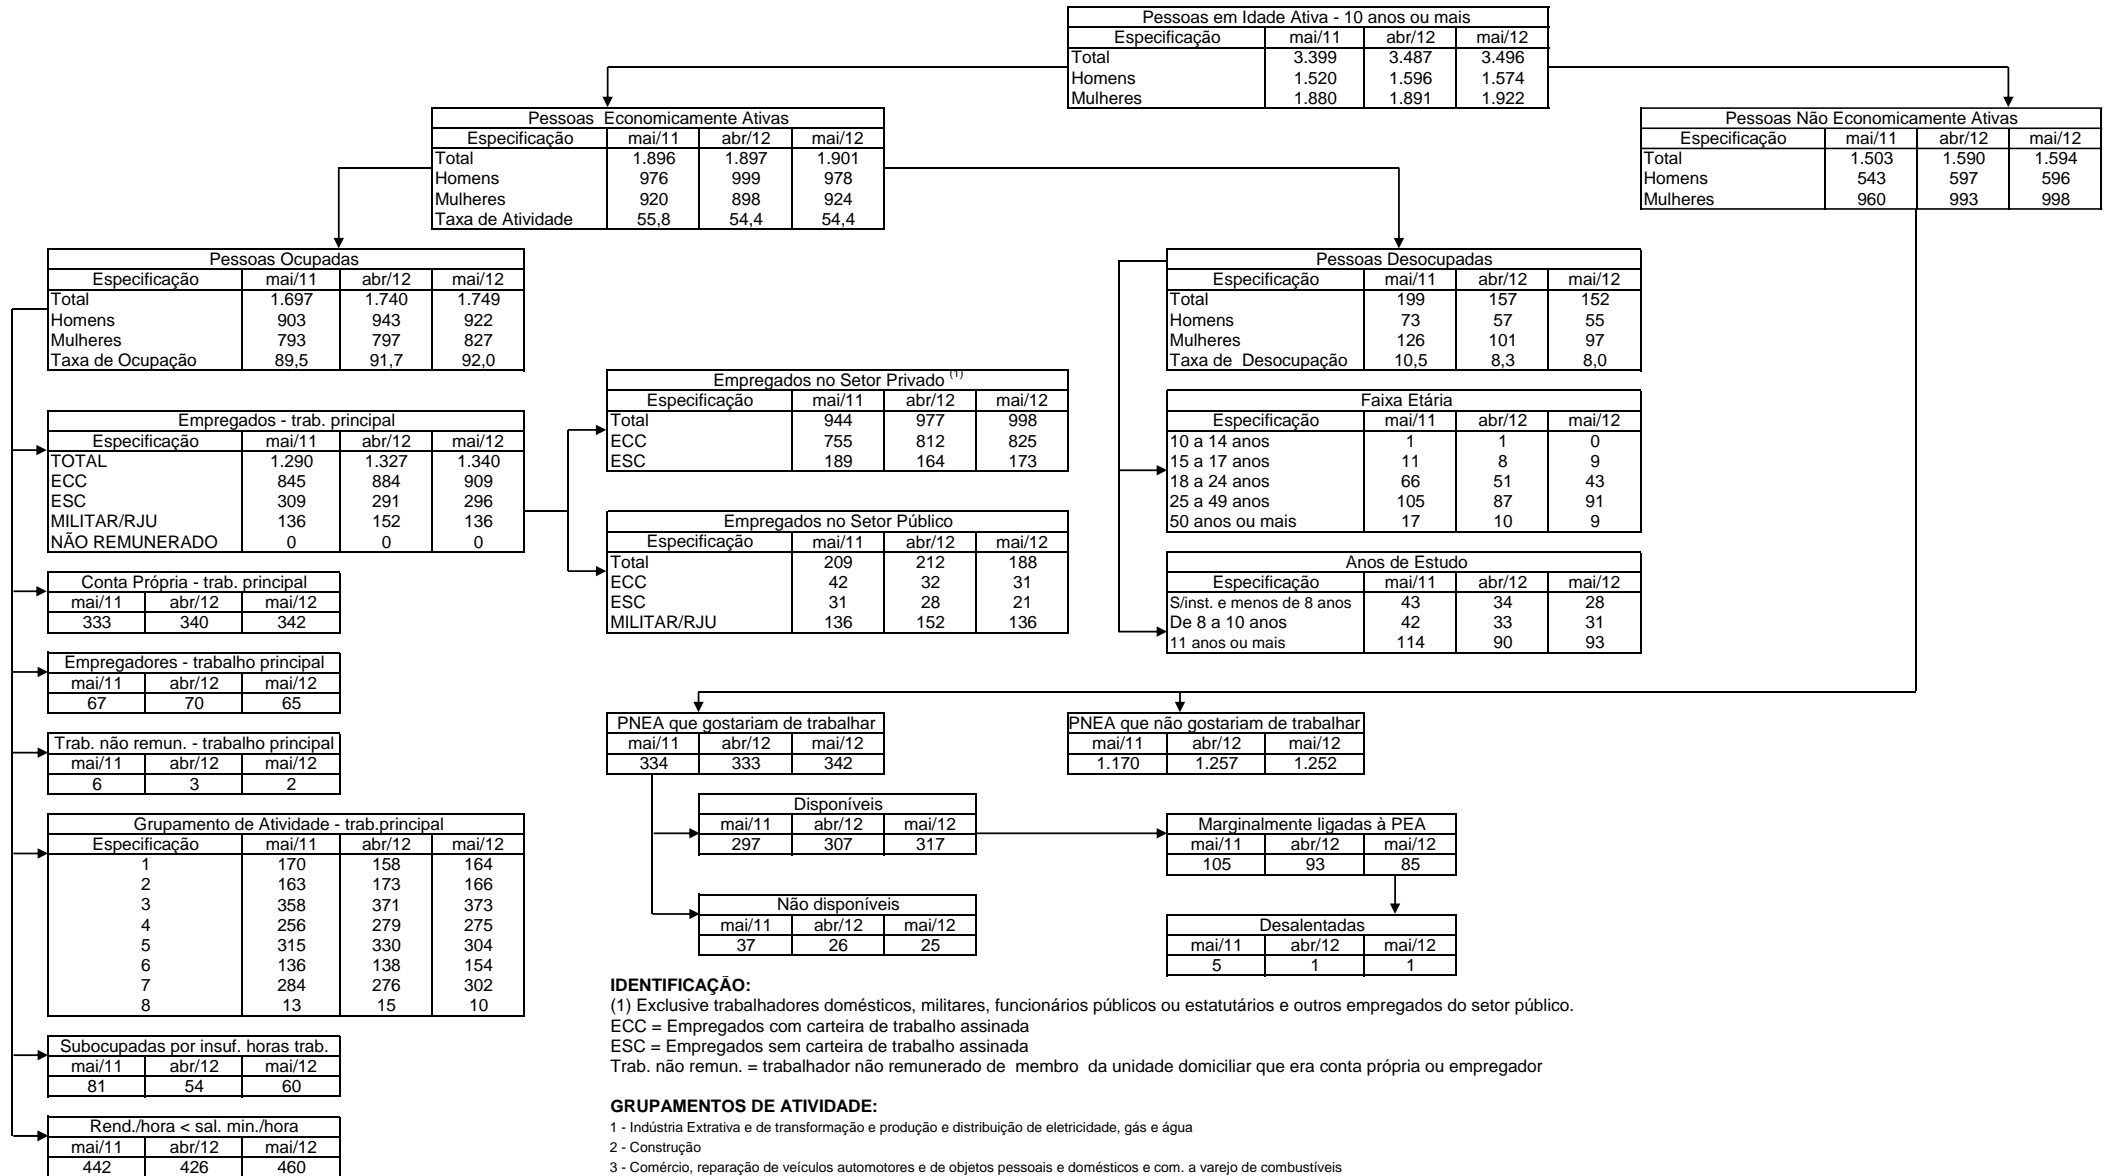 Pessoas em Idade Ativa - 10 anos ou mais
Especificação mai/11 abr/12 mai/12
Total 3.399 3.487 3.496
Homens 1.520 1.596 1.574
Mulheres 1.880 1.891 1.922
Pessoas Economicamente Ativas
Especificação mai/11 abr/12 mai/12
Total 1.896 1.897 1.901
Homens 976 999 978
Mulheres 920 898 924
Taxa de Atividade 55,8 54,4 54,4
Pessoas Não Economicamente Ativas
Especificação mai/11 abr/12 mai/12
Total 1.503 1.590 1.594
Homens 543 597 596
Mulheres 960 993 998
Pessoas Ocupadas
Especificação mai/11 abr/12 mai/12
Total 1.697 1.740 1.749
Homens 903 943 922
Mulheres 793 797 827
Taxa de Ocupação 89,5 91,7 92,0
Pessoas Desocupadas
Especificação mai/11 abr/12 mai/12
Total 199 157 152
Homens 73 57 55
Mulheres 126 101 97
Taxa de Desocupação 10,5 8,3 8,0
Empregados - trab. principal
Especificação mai/11 abr/12 mai/12
TOTAL 1.290 1.327 1.340
ECC 845 884 909
ESC 309 291 296
MILITAR/RJU 136 152 136
NÃO REMUNERADO 0 0 0
Empregados no Setor Privado (1)
Especificação mai/11 abr/12 mai/12
Total 944 977 998
ECC 755 812 825
ESC 189 164 173
Empregados no Setor Público
Especificação mai/11 abr/12 mai/12
Total 209 212 188
ECC 42 32 31
ESC 31 28 21
MILITAR/RJU 136 152 136
Faixa Etária
Especificação mai/11 abr/12 mai/12
10 a 14 anos 1 1 0
15 a 17 anos 11 8 9
18 a 24 anos 66 51 43
25 a 49 anos 105 87 91
50 anos ou mais 17 10 9
Anos de Estudo
Especificação mai/11 abr/12 mai/12
S/inst. e menos de 8 anos 43 34 28
De 8 a 10 anos 42 33 31
11 anos ou mais 114 90 93
Conta Própria - trab. principal
mai/11 abr/12 mai/12
333 340 342
Empregadores - trabalho principal
mai/11 abr/12 mai/12
67 70 65
Trab. não remun. - trabalho principal
mai/11 abr/12 mai/12
6 3 2
Grupamento de Atividade - trab.principal
Especificação mai/11 abr/12 mai/12
1 170 158 164
2 163 173 166
3 358 371 373
4 256 279 275
5 315 330 304
6 136 138 154
7 284 276 302
8 13 15 10
Subocupadas por insuf. horas trab.
mai/11 abr/12 mai/12
81 54 60
Rend./hora < sal. min./hora
mai/11 abr/12 mai/12
442 426 460
PNEA que gostariam de trabalhar
mai/11 abr/12 mai/12
334 333 342
PNEA que não gostariam de trabalhar
mai/11 abr/12 mai/12
1.170 1.257 1.252
Disponíveis
mai/11 abr/12 mai/12
297 307 317
Marginalmente ligadas à PEA
mai/11 abr/12 mai/12
105 93 85
Não disponíveis
mai/11 abr/12 mai/12
37 26 25
Desalentadas
mai/11 abr/12 mai/12
5 1 1
IDENTIFICAÇÃO:
(1) Exclusive trabalhadores domésticos, militares, funcionários públicos ou estatutários e outros empregados do setor público.
ECC = Empregados com carteira de trabalho assinada
ESC = Empregados sem carteira de trabalho assinada
Trab. não remun. = trabalhador não remunerado de membro da unidade domiciliar que era conta própria ou empregador
GRUPAMENTOS DE ATIVIDADE:
1 - Indústria Extrativa e de transformação e produção e distribuição de eletricidade, gás e água
2 - Construção
3 - Comércio, reparação de veículos automotores e de objetos pessoais e domésticos e com. a varejo de combustíveis